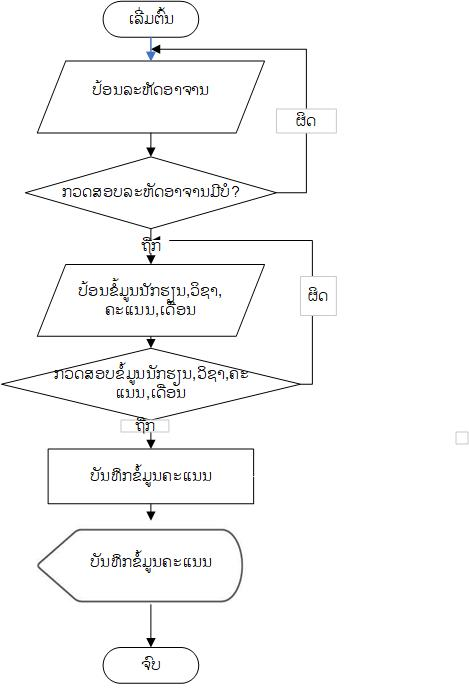 ເລີ່ມຕົ້ນ
ປ້ອນລະຫັດອາຈານ
ຜິດ
ກວດສອບລະຫັດອາຈານມີບໍ?
ຖືກ
ປ້ອນຂໍ້ມູນນັກຮຽນ,ວິຊາ,
ຄະແນນ,ເດືອນ
ຜິດ
ກວດສອບຂໍ້ມູນນັກຮຽນ,ວິຊາ,ຄະ
ແນນ,ເດືອນ
ຖືກ
ບັນທຶກຂໍ້ມູນຄະແນນ
ບັນທຶກຂໍ້ມູນຄະແນນ
ຈົບ